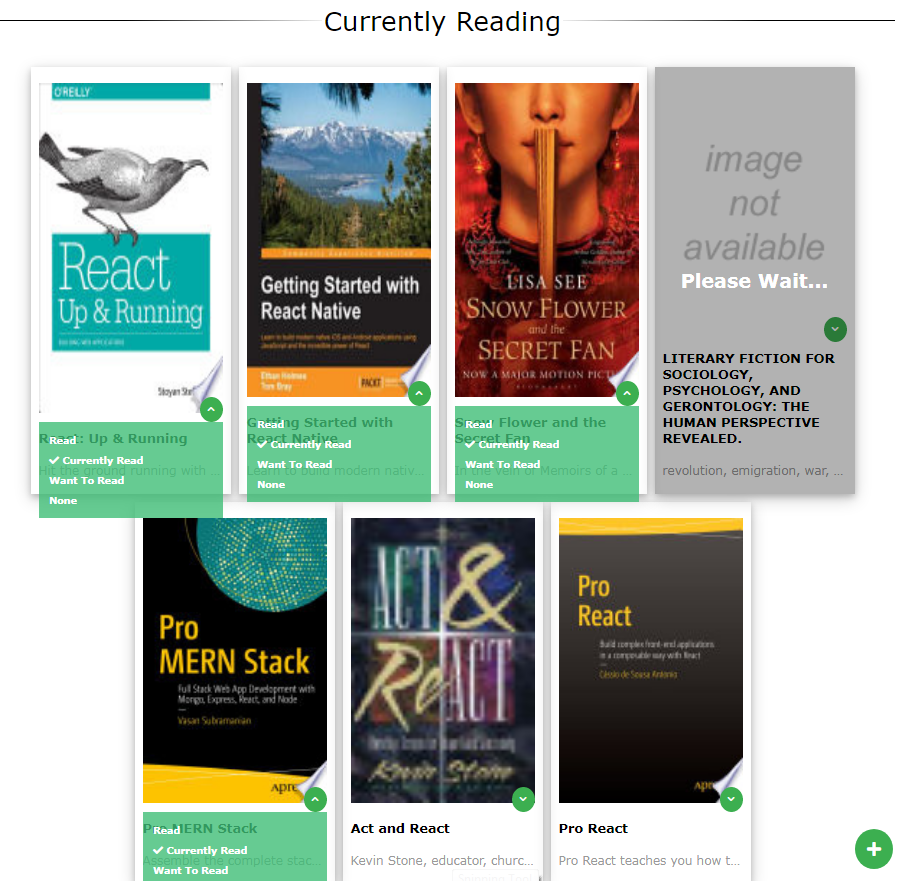 Currently Reading
O'REILLY
React
Up & Running
BUILDING WEB APPLICATIONS
Stoyan
React: Up & Running
Hit the ground running with ...
Read
Currently Read
Want To Read
None
Community Experience Distilled
Getting Started with
React Native
Learn to build modern native iOS and Android applications using
JavaScript and the incredible power of React
Ethan Holmes
Tom Bray
PACKT
Getting Started with
React Native
Learn to build modern nativ...
Read
Currently Read
Want To Read
None
LISA SEE
SNOW FLOWER
and the
SECRET FAN
NOW A MAJOR MOTION
BLOOMSBURY
Snow Flower and the
Secret Fan
In the vein of Memoirs of a ...
Read
Currently Read
Want To Read
None
image
not
available
Please Wait...
LITERARY FICTION FOR
SOCIOLOGY,
PSYCHOLOGY, AND
GERONTOLOGY: THE
HUMAN PERSPECTIVE
REVEALED.
revolution, emigration, war, ...
Pro
MERN Stack
Full Stack Web App Development with
Mongo, Express, React, and Node
Vasan Subramanian
Pro MERN Stack
Assemble the complete stac...
Read
Currently Read
Want To Read
ACT &
ReACT
Kevin Stone
Act and React
Kevin Stone, educator, churc...
Pro
React
Build complex front-end applications
in a composable way with React
Cássio de Sousa Antonio
Pro React
Pro React teaches you how t...